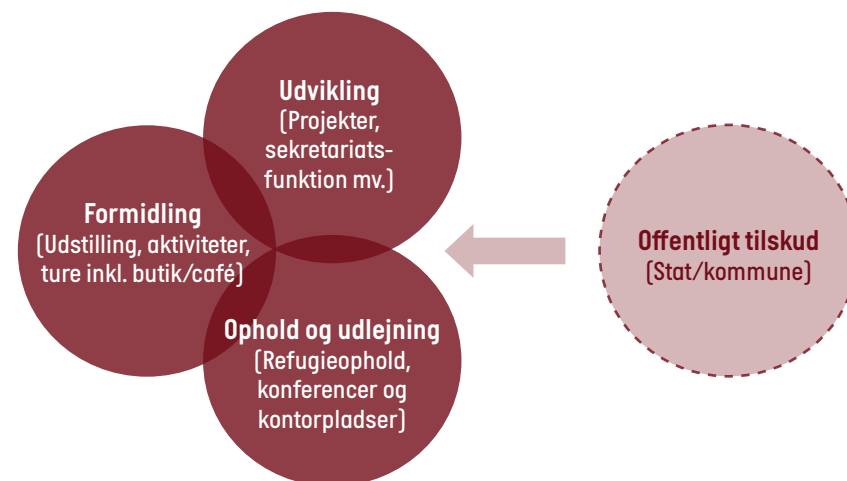 Udvikling
(Projekter,
sekretariats-
funktion mv.)
Formidling
(Udstilling, aktiviteter,
ture inkl. butik/café)
Ophold og udlejning
(Refugieophold,
konferencer og
kontorpladser)
Offentligt tilskud
(Stat/kommune)